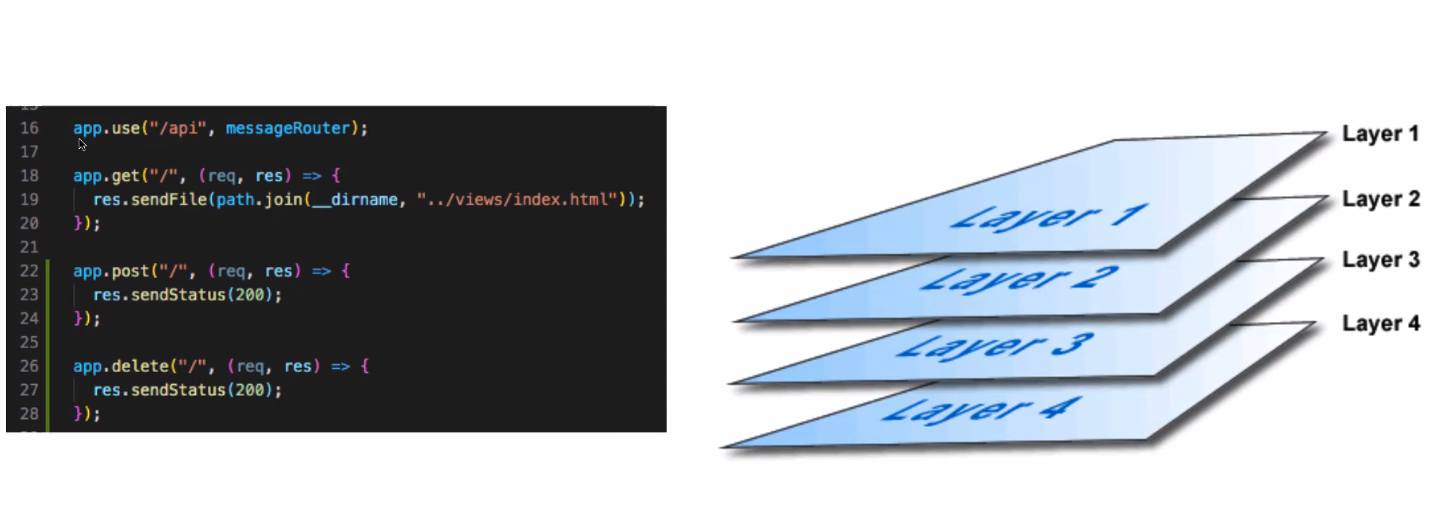 16 app.use("/api", messageRouter);
17
18 app.get("/", (req, res) => {
19 res.sendFile(path.join(__dirname, "../views/index.html"));
20 });
21
22 app.post("/", (req, res) => {
23 res.sendStatus(200);
24 });
25
26 app.delete("/", (req, res) => {
27 res.sendStatus(200);
28 });
Layer 1
Layer 1
Layer 2
Layer 2
Layer 3
Layer 3
Layer 4
Layer 4